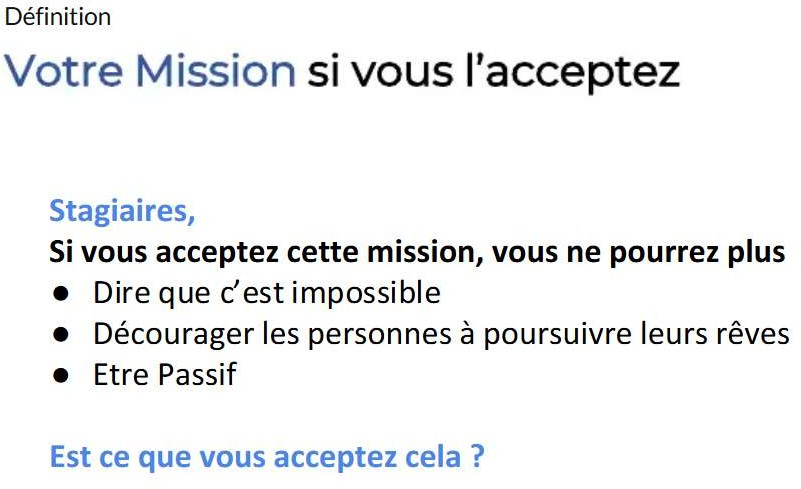 Définition
Votre Mission si vous l’acceptez
Stagiaires,
Si vous acceptez cette mission, vous ne pourrez plus
● Dire que c’est impossible
● Décourager les personnes à poursuivre leurs rêves
● Etre Passif
Est ce que vous acceptez cela ?